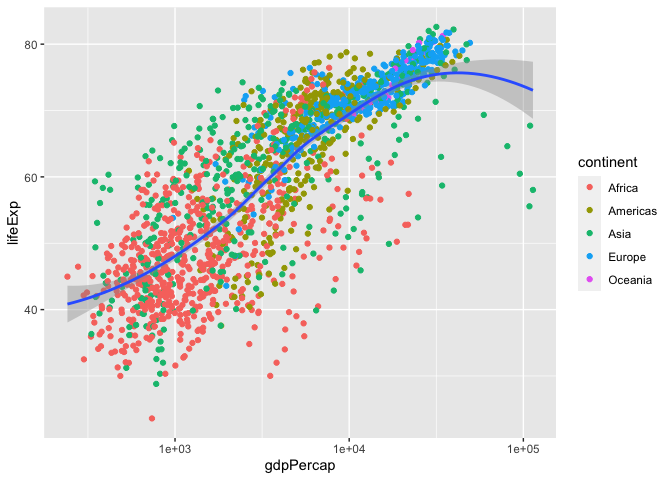 80
60
40
lifeExp
1e+03
1e+04
1e+05
gdpPercap
continent
Africa
Americas
Asia
Europe
Oceania